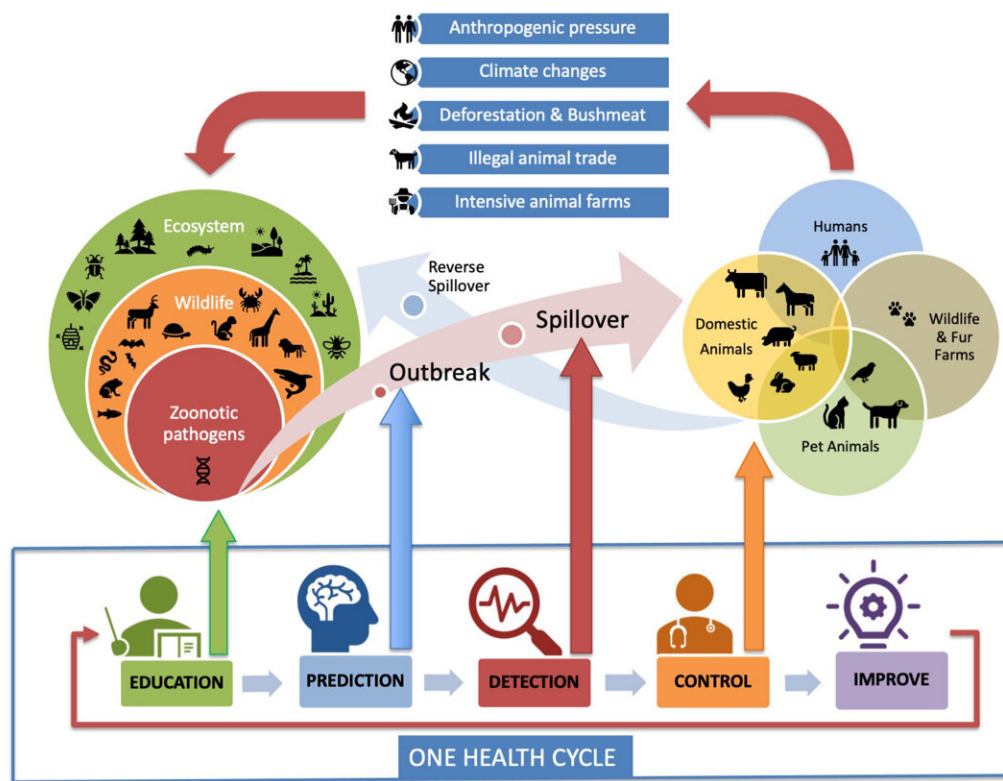 Anthropogenic pressure
Climate changes
Deforestation & Bushmeat
Illegal animal trade
Intensive animal farms
Ecosystem
Wildlife
Zoonotic
pathogens
Reverse
Spillover
Spillover
Outbreak
Humans
Domestic
Animals
Wildlife
& Fur
Farms
Pet Animals
EDUCATION
PREDICTION
DETECTION
CONTROL
IMPROVE
ONE HEALTH CYCLE